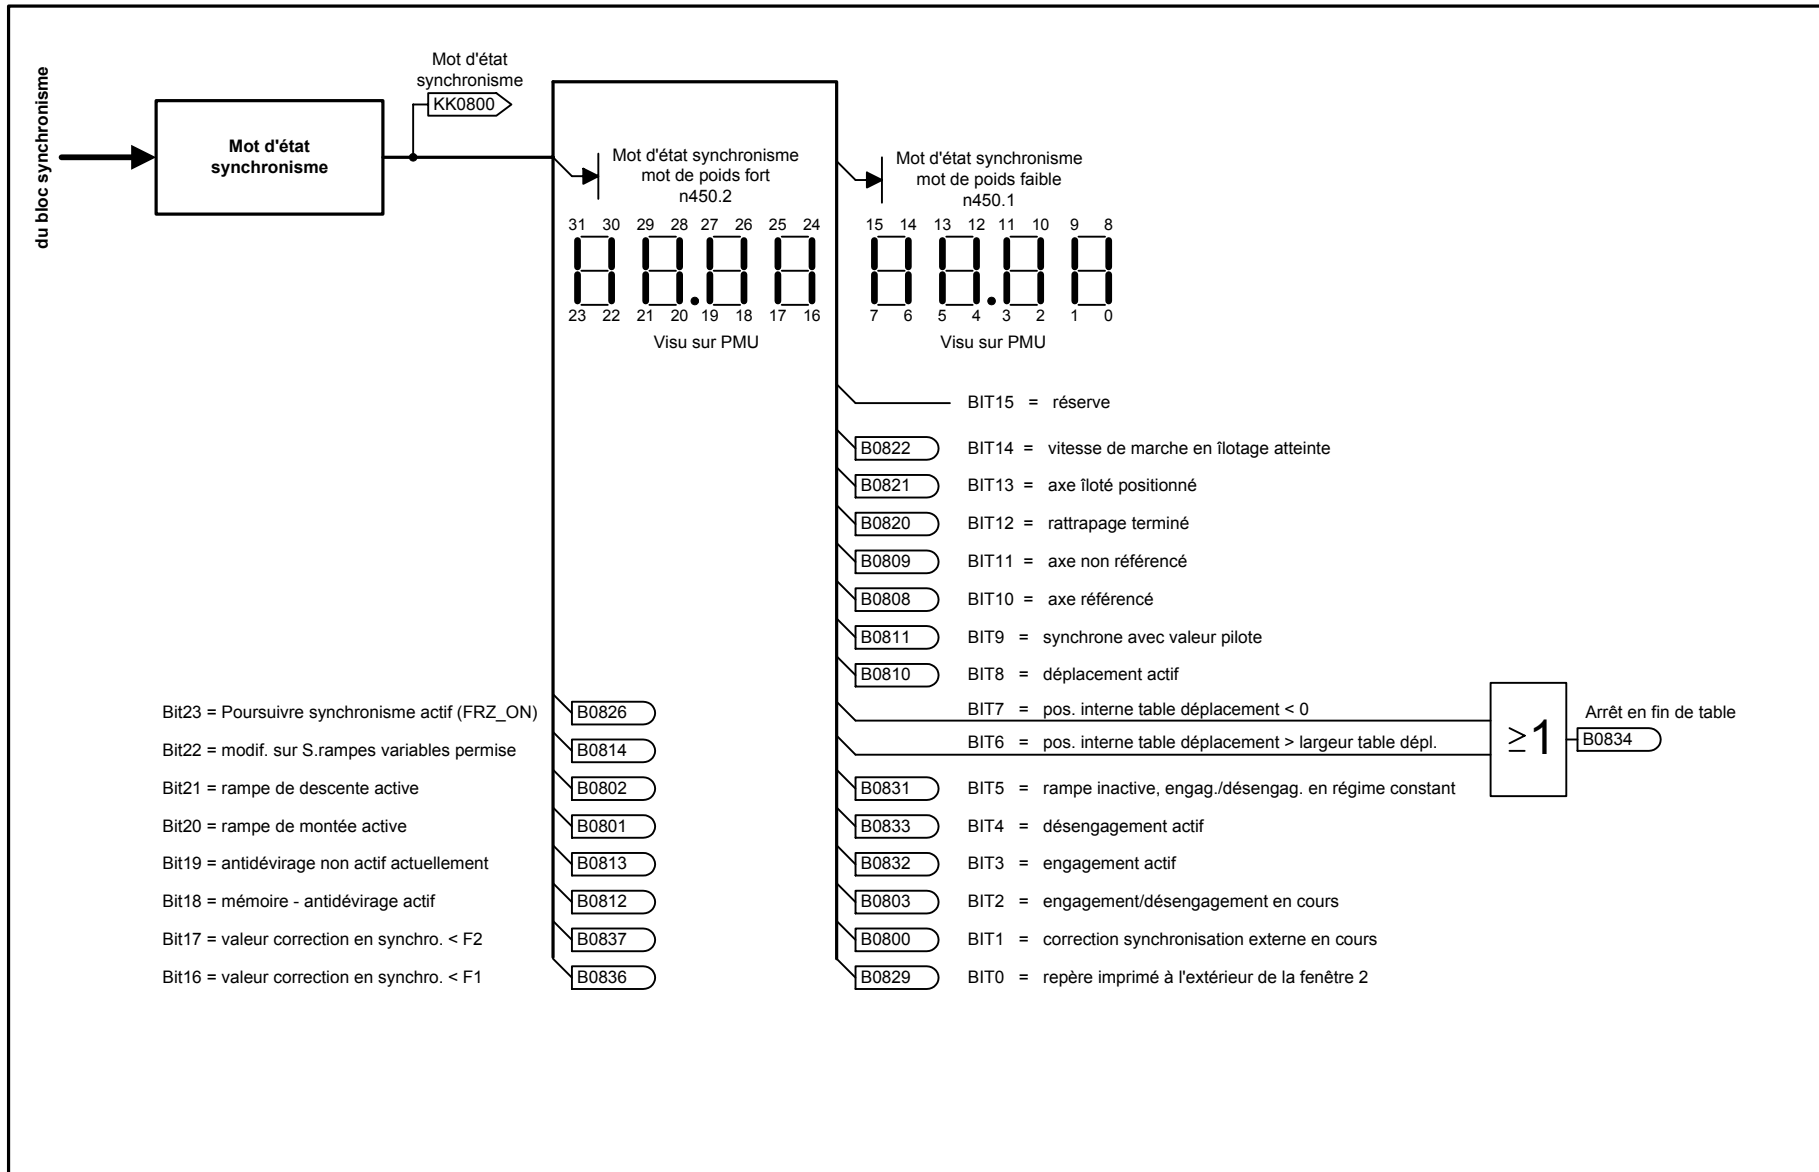 du bloc synchronisme
Mot d'état
synchronisme
Mot d'état
synchronisme
KK0800
Mot d'état synchronisme
mot de poids fort
n450.2
31 30 29 28 27 26 25 24
23 22 21 20 19 18 17 16
Visu sur PMU
Mot d'état synchronisme
mot de poids faible
n450.1
15 14 13 12 11 10 9 8
7 6 5 4 3 2 1 0
Visu sur PMU
BIT15 = réserve
B0822 BIT14 = vitesse de marche en îlotage atteinte
B0821 BIT13 = axe îloté positionné
B0820 BIT12 = rattrapage terminé
B0809 BIT11 = axe non référencé
B0808 BIT10 = axe référencé
B0811 BIT9 = synchrone avec valeur pilote
B0810 BIT8 = déplacement actif
BIT7 = pos. interne table déplacement < 0
BIT6 = pos. interne table déplacement > largeur table dépl.
≥1
Arrêt en fin de table
B0834
B0831 BIT5 = rampe inactive, engag./désengag. en régime constant
B0833 BIT4 = désengagement actif
B0832 BIT3 = engagement actif
B0803 BIT2 = engagement/désengagement en cours
B0800 BIT1 = correction synchronisation externe en cours
B0829 BIT0 = repère imprimé à l'extérieur de la fenêtre 2
Bit23 = Poursuivre synchronisme actif (FRZ_ON) B0826
Bit22 = modif. sur S.rampes variables permise B0814
Bit21 = rampe de descente active B0802
Bit20 = rampe de montée active B0801
Bit19 = antidévirage non actif actuellement B0813
Bit18 = mémoire - antidévirage actif B0812
Bit17 = valeur correction en synchro. < F2 B0837
Bit16 = valeur correction en synchro. < F1 B0836